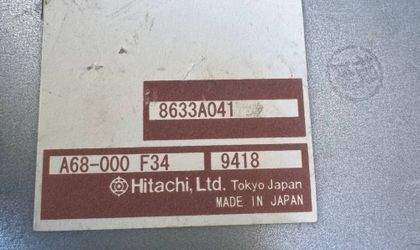 8633A041
A68-000 F34 9418
Hitachi, Ltd. Tokyo Japan
MADE IN JAPAN